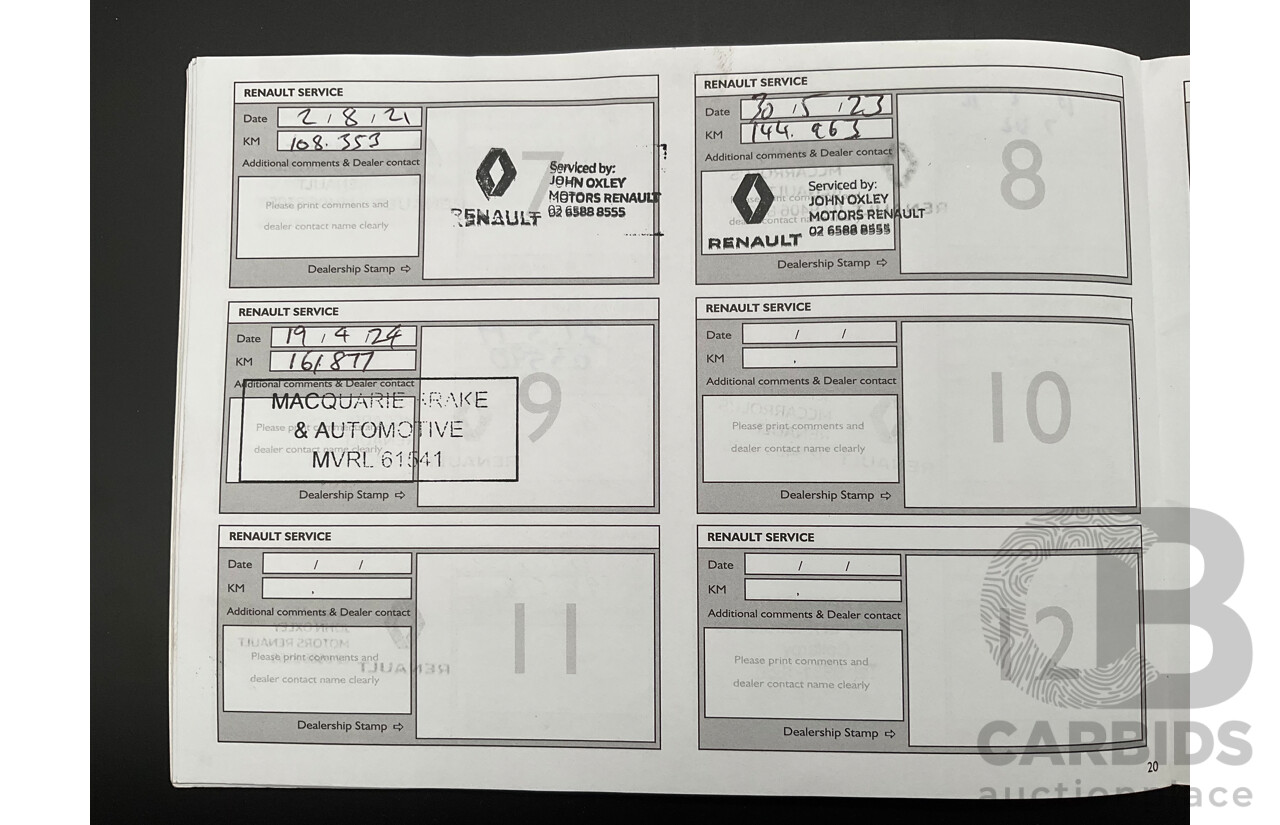 RENAULT SERVICE
Date 2 / 8 / 21
KM 108.353
Additional comments & Dealer contact
Please print comments and
dealer contact name clearly
Dealership Stamp ⇨
7
RENAULT
Serviced by:
JOHN OXLEY
MOTORS RENAULT
02 6588 8555
RENAULT SERVICE
Date 30 / 5 / 23
KM 144.963
Additional comments & Dealer contact
RENAULT
Serviced by:
JOHN OXLEY
MOTORS RENAULT
02 6588 8555
Dealership Stamp ⇨
8
RENAULT SERVICE
Date 19 / 4 / 24
KM 161.877
Additional comments & Dealer contact
Please print comments and
dealer contact name clearly
MACQUARIE BRAKE
& AUTOMOTIVE
MVRL 61541
Dealership Stamp ⇨
9
RENAULT SERVICE
Date / /
KM .
Additional comments & Dealer contact
Please print comments and
dealer contact name clearly
Dealership Stamp ⇨
10
RENAULT SERVICE
Date / /
KM .
Additional comments & Dealer contact
Please print comments and
dealer contact name clearly
Dealership Stamp ⇨
11
RENAULT SERVICE
Date / /
KM .
Additional comments & Dealer contact
Please print comments and
dealer contact name clearly
Dealership Stamp ⇨
12
20
CARBIDS
auctionplace